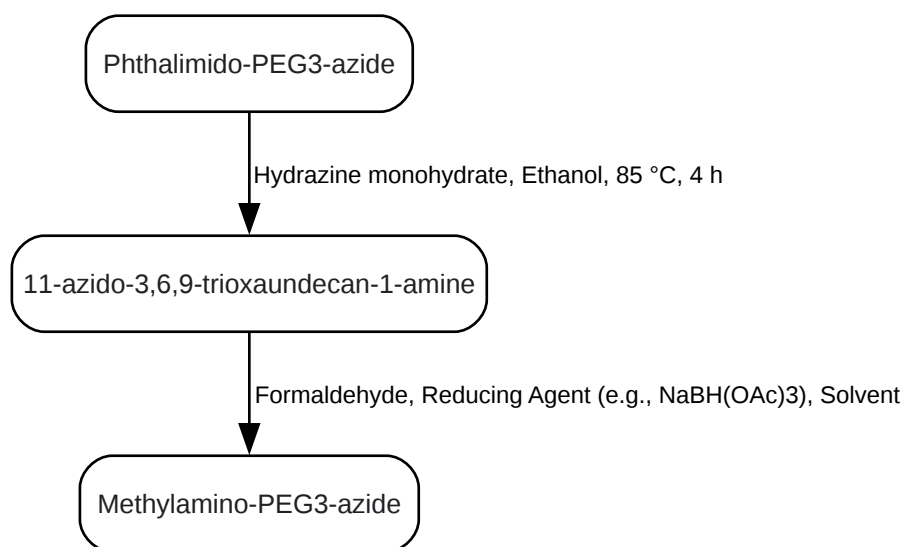 Phthalimido-PEG3-azide
Hydrazine monohydrate, Ethanol, 85 °C, 4 h
11-azido-3,6,9-trioxaundecan-1-amine
Formaldehyde, Reducing Agent (e.g., NaBH(OAc)3), Solvent
Methylamino-PEG3-azide